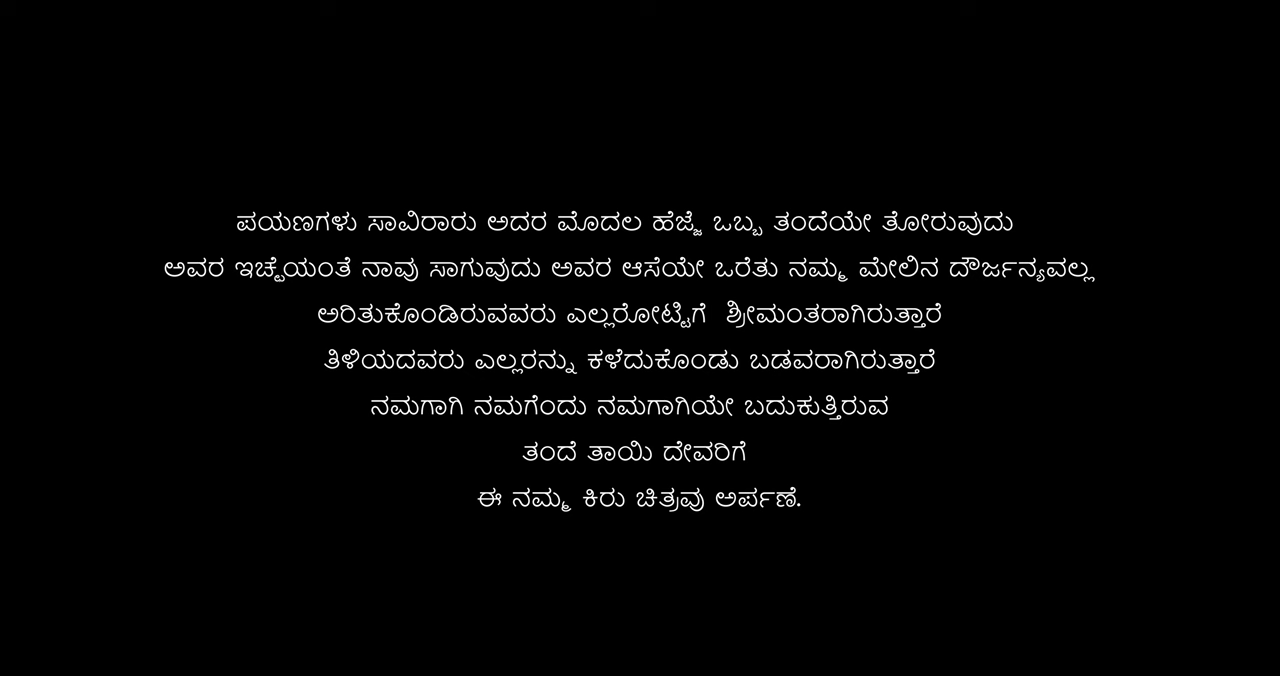 ಪಯಣಗಳು ಸಾವಿರಾರು ಅದರ ಮೊದಲ ಹೆಜ್ಜೆ ಒಬ್ಬ ತಂದೆಯೇ ತೋರುವುದು
ಅವರ ಇಚ್ಛೆಯಂತೆ ನಾವು ಸಾಗುವುದು ಅವರ ಆಸೆಯೇ ಒರೆತು ನಮ್ಮ ಮೇಲಿನ ದೌರ್ಜನ್ಯವಲ್ಲ
ಅರಿತುಕೊಂಡಿರುವವರು ಎಲ್ಲರೋಟ್ಟಿಗೆ ಶ್ರೀಮಂತರಾಗಿರುತ್ತಾರೆ
ತಿಳಿಯದವರು ಎಲ್ಲರನ್ನು ಕಳೆದುಕೊಂಡು ಬಡವರಾಗಿರುತ್ತಾರೆ
ನಮಗಾಗಿ ನಮಗೆಂದು ನಮಗಾಗಿಯೇ ಬದುಕುತ್ತಿರುವ
ತಂದೆ ತಾಯಿ ದೇವರಿಗೆ
ಈ ನಮ್ಮ ಕಿರು ಚಿತ್ರವು ಅರ್ಪಣೆ.